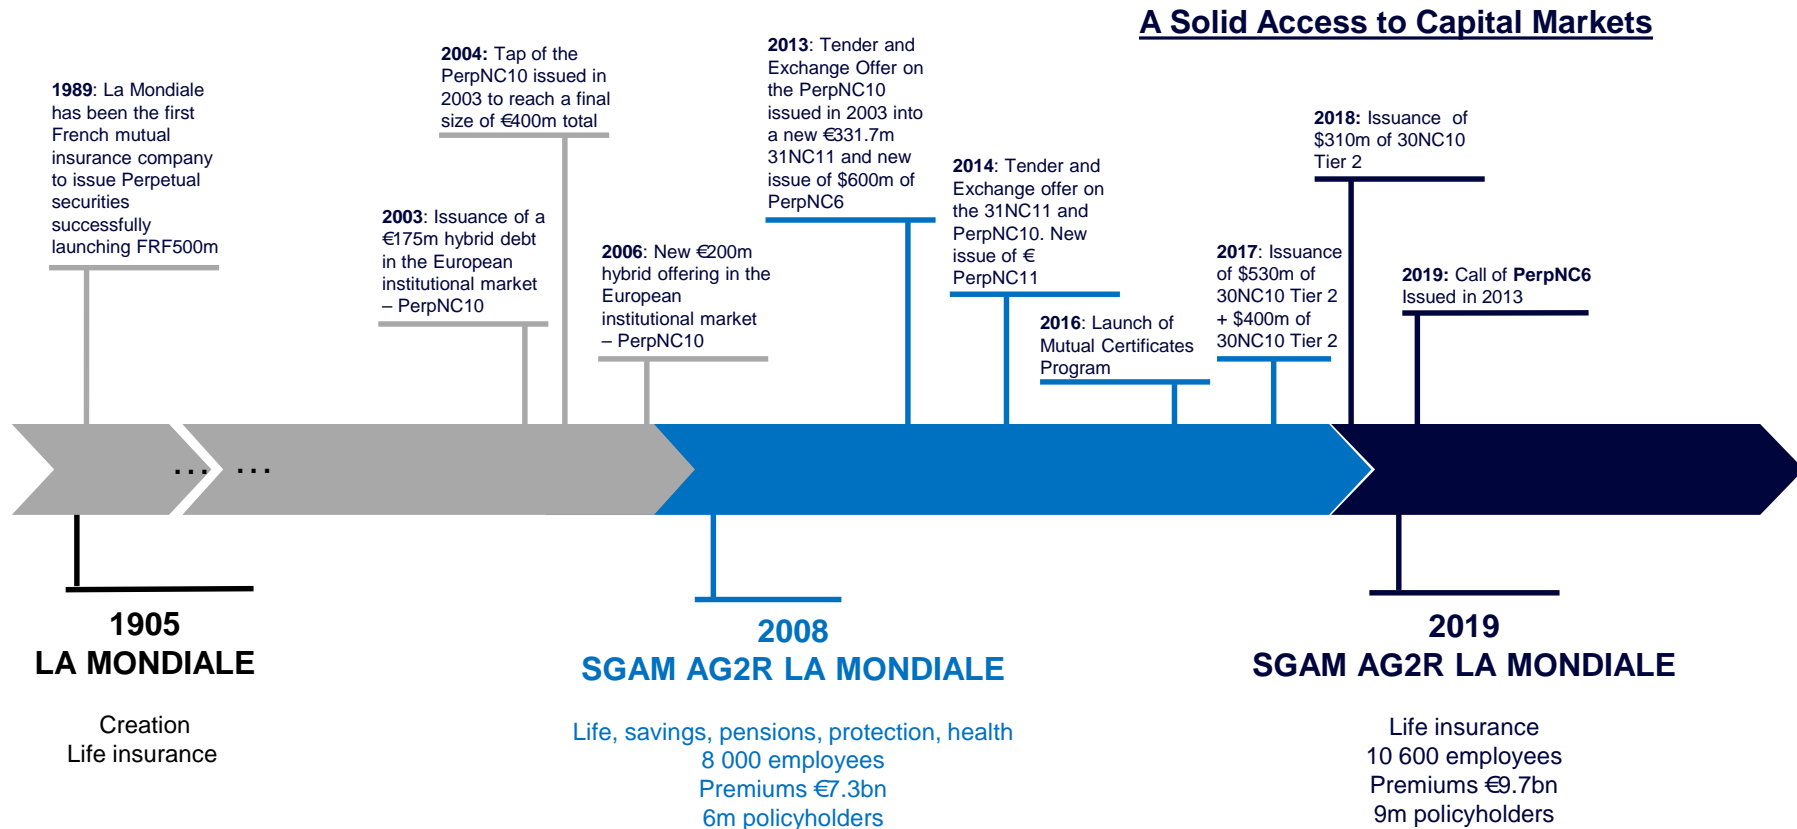 A Solid Access to Capital Markets
1989: La Mondiale
has been the first
French mutual
insurance company
to issue Perpetual
securities
successfully
launching FRF500m
2003: Issuance of a
€175m hybrid debt
in the European
institutional market
– PerpNC10
2004: Tap of the
PerpNC10 issued in
2003 to reach a final
size of €400m total
2006: New €200m
hybrid offering in the
European
institutional market
– PerpNC10
2013: Tender and
Exchange Offer on
the PerpNC10
issued in 2003 into
a new €331.7m
31NC11 and new
issue of $600m of
PerpNC6
2014: Tender and
Exchange offer on
the 31NC11 and
PerpNC10. New
issue of €
PerpNC11
2016: Launch of
Mutual Certificates
Program
2017: Issuance
of $530m of
30NC10 Tier 2
+ $400m of
30NC10 Tier 2
2018: Issuance of
$310m of 30NC10
Tier 2
2019: Call of PerpNC6
Issued in 2013
... ...
1905
LA MONDIALE
Creation
Life insurance
2008
SGAM AG2R LA MONDIALE
Life, savings, pensions, protection, health
8 000 employees
Premiums €7.3bn
6m policyholders
2019
SGAM AG2R LA MONDIALE
Life insurance
10 600 employees
Premiums €9.7bn
9m policyholders